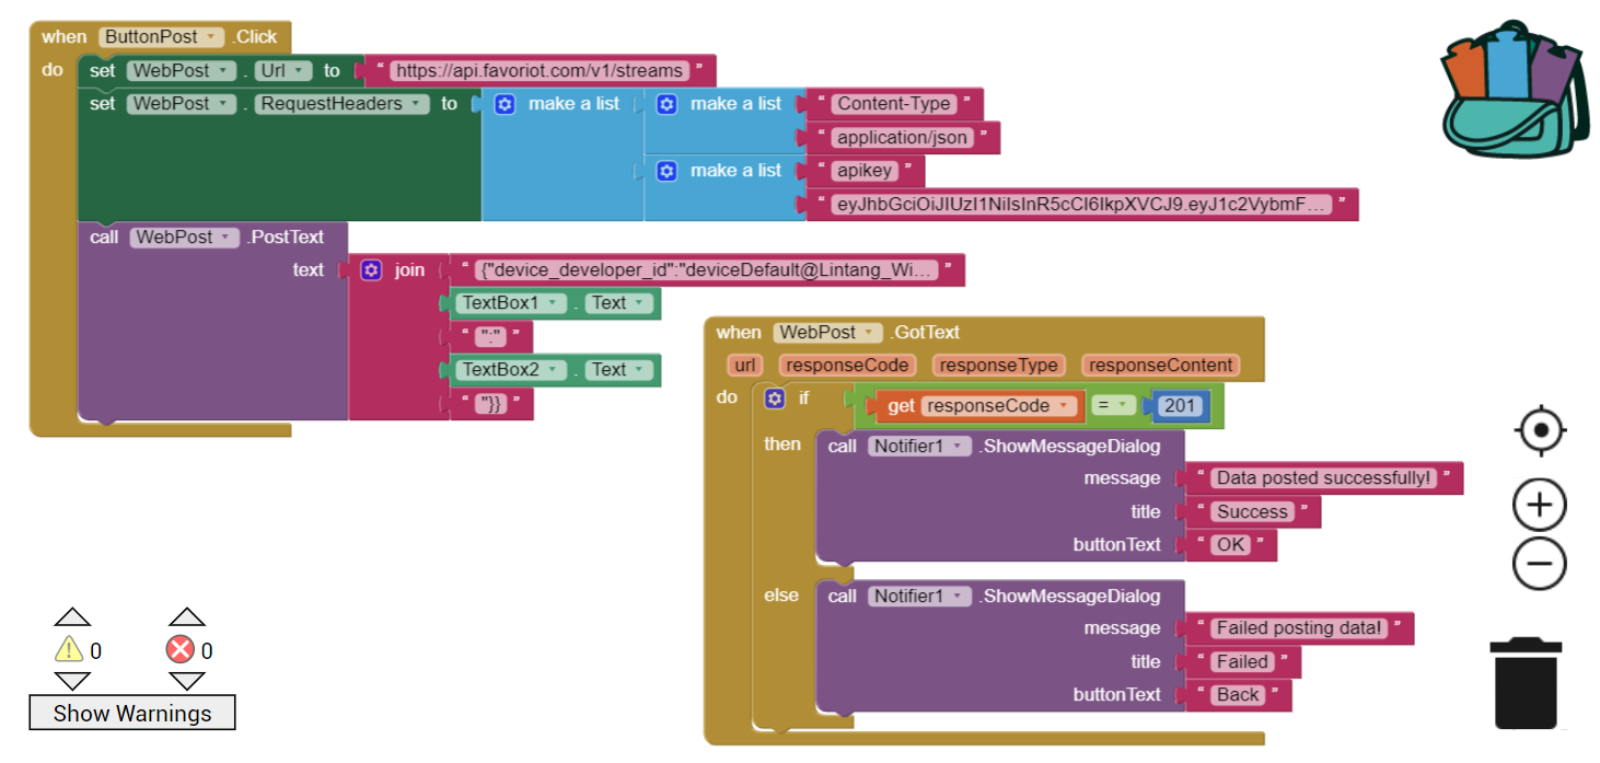 when ButtonPost .Click
do set WebPost . Url to " https://api.favoriot.com/v1/streams "
set WebPost . RequestHeaders to make a list make a list " Content-Type "
" application/json "
make a list " apikey "
" eyJhbGciOiJIUzI1NiIsInR5cCI6IkpXVCJ9.eyJ1c2VybmF... "
call WebPost .PostText
text join " {"device_developer_id":"deviceDefault@Lintang_Wi... "
TextBox1 . Text
" ":" "
TextBox2 . Text
" "}} "
when WebPost .GotText
url responseCode responseType responseContent
do if get responseCode = 201
then call Notifier1 .ShowMessageDialog
message " Data posted successfully! "
title " Success "
buttonText " OK "
else call Notifier1 .ShowMessageDialog
message " Failed posting data! "
title " Failed "
buttonText " Back "
0 0
Show Warnings